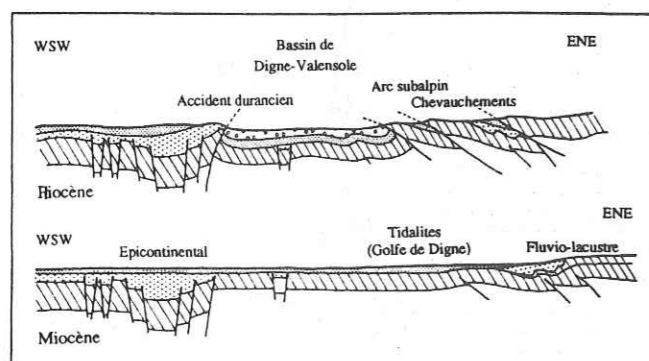 WSW
Bassin de
Digne-Valensole
ENE
Accident durancien
Arc subalpin
Chevauchements
Pliocène
WSW
Epicontinental
Tidalites
(Golfe de Digne)
ENE
Fluvio-lacustre
Miocène